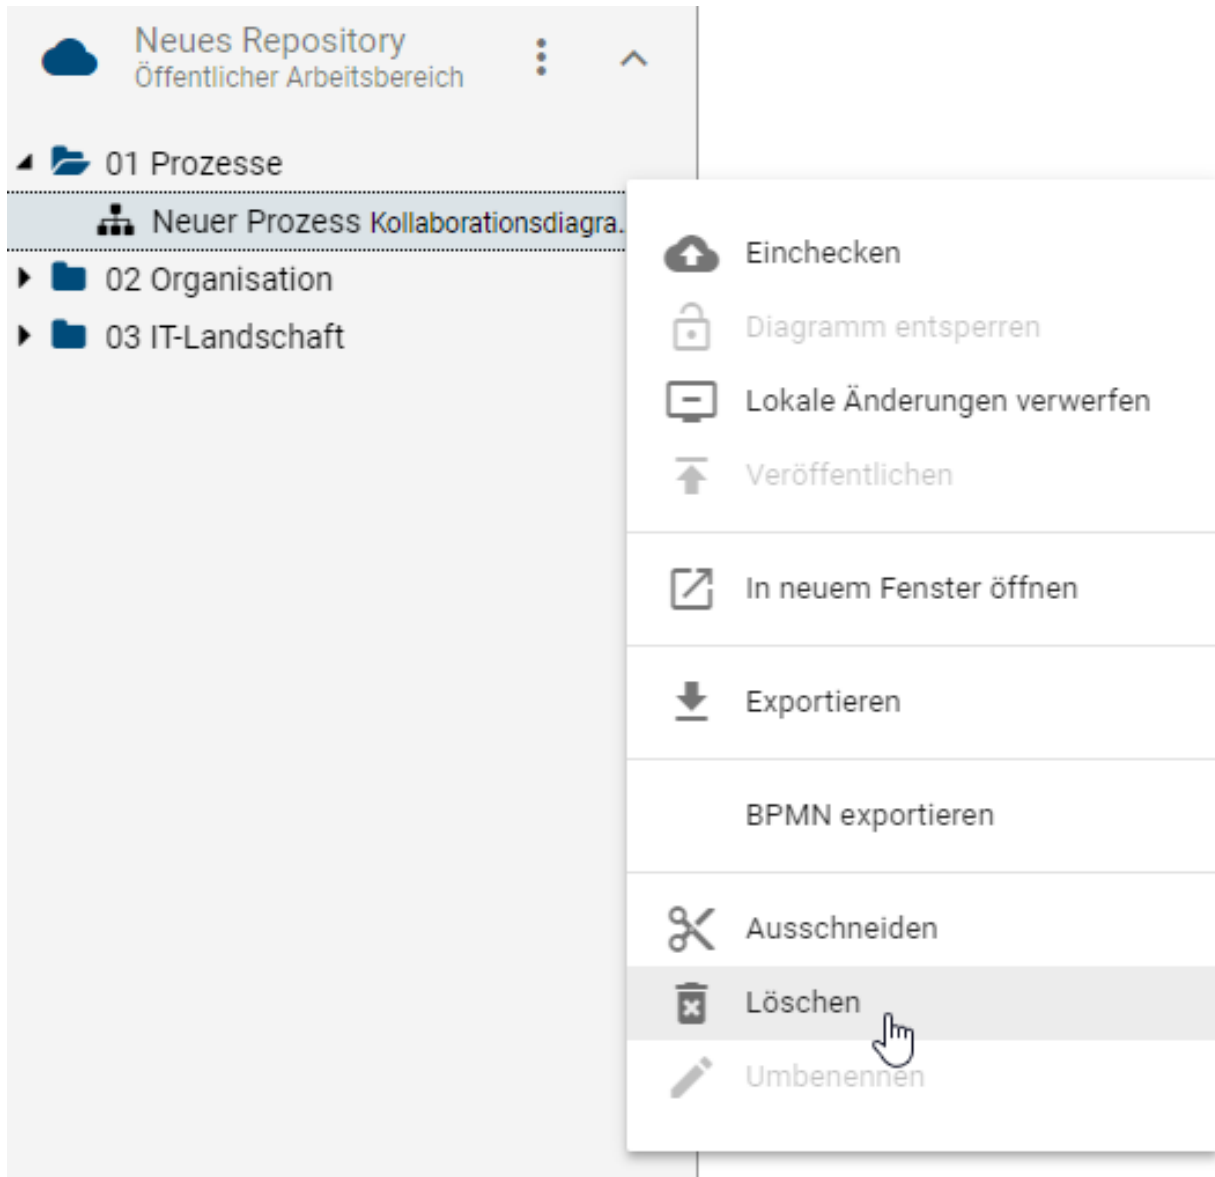 Neues Repository
Öffentlicher Arbeitsbereich
01 Prozesse
Neuer Prozess Kollaborationsdiagra..
02 Organisation
03 IT-Landschaft
Einchecken
Diagramm entsperren
Lokale Änderungen verwerfen
Veröffentlichen
In neuem Fenster öffnen
Exportieren
BPMN exportieren
Ausschneiden
Löschen
Umbenennen